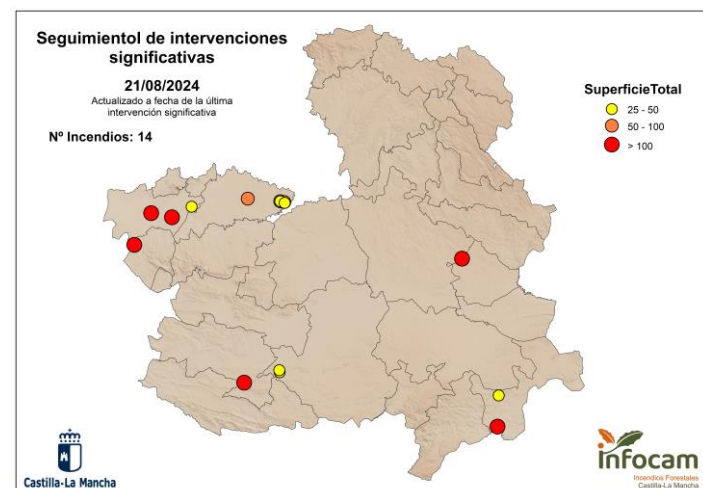 Seguimientol de intervenciones
significativas
21/08/2024
Actualizado a fecha de la última
intervención significativa
Nº Incendios: 14
SuperficieTotal
25 - 50
50 - 100
> 100
Castilla-La Mancha
infocam
Incendios Forestales
Castilla-La Mancha